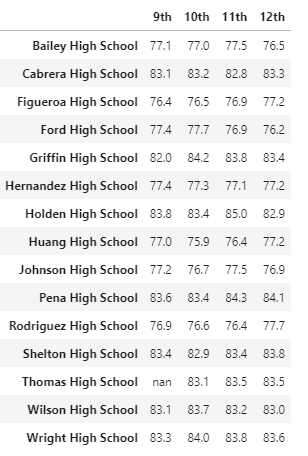 9th 10th 11th 12th
Bailey High School 77.1 77.0 77.5 76.5
Cabrera High School 83.1 83.2 82.8 83.3
Figueroa High School 76.4 76.5 76.9 77.2
Ford High School 77.4 77.7 76.9 76.2
Griffin High School 82.0 84.2 83.8 83.4
Hernandez High School 77.4 77.3 77.1 77.2
Holden High School 83.8 83.4 85.0 82.9
Huang High School 77.0 75.9 76.4 77.2
Johnson High School 77.2 76.7 77.5 76.9
Pena High School 83.6 83.4 84.3 84.1
Rodriguez High School 76.9 76.6 76.4 77.7
Shelton High School 83.4 82.9 83.4 83.8
Thomas High School nan 83.1 83.5 83.5
Wilson High School 83.1 83.7 83.2 83.0
Wright High School 83.3 84.0 83.8 83.6